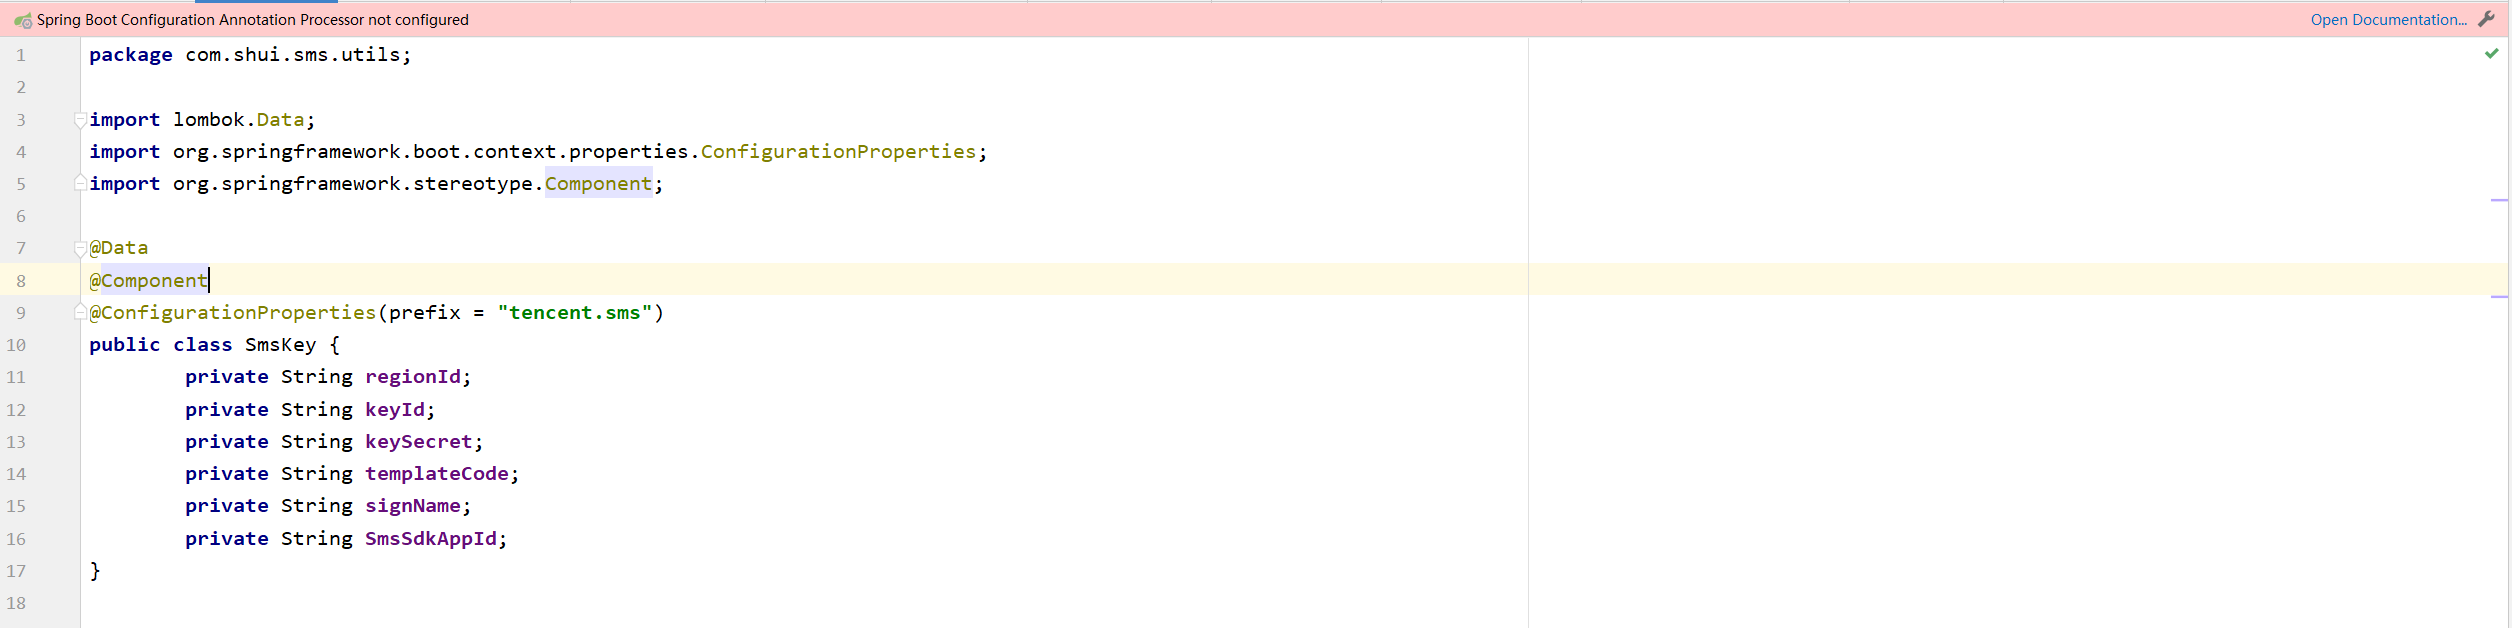 Spring Boot Configuration Annotation Processor not configured Open Documentation...
1 package com.shui.sms.utils;
2
3 import lombok.Data;
4 import org.springframework.boot.context.properties.ConfigurationProperties;
5 import org.springframework.stereotype.Component;
6
7 @Data
8 @Component
9 @ConfigurationProperties(prefix = "tencent.sms")
10 public class SmsKey {
11 private String regionId;
12 private String keyId;
13 private String keySecret;
14 private String templateCode;
15 private String signName;
16 private String SmsSdkAppId;
17 }
18